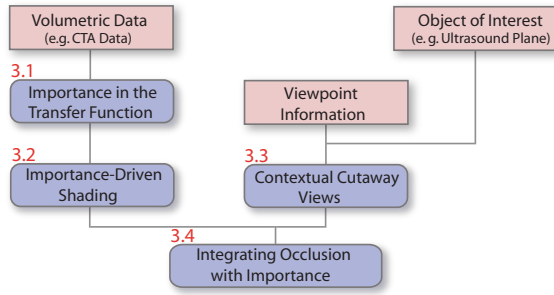 Volumetric Data
(e.g. CTA Data)
Object of Interest
(e. g. Ultrasound Plane)
3.1
Importance in the
Transfer Function
Viewpoint
Information
3.2
Importance-Driven
Shading
3.3
Contextual Cutaway
Views
3.4
Integrating Occlusion
with Importance